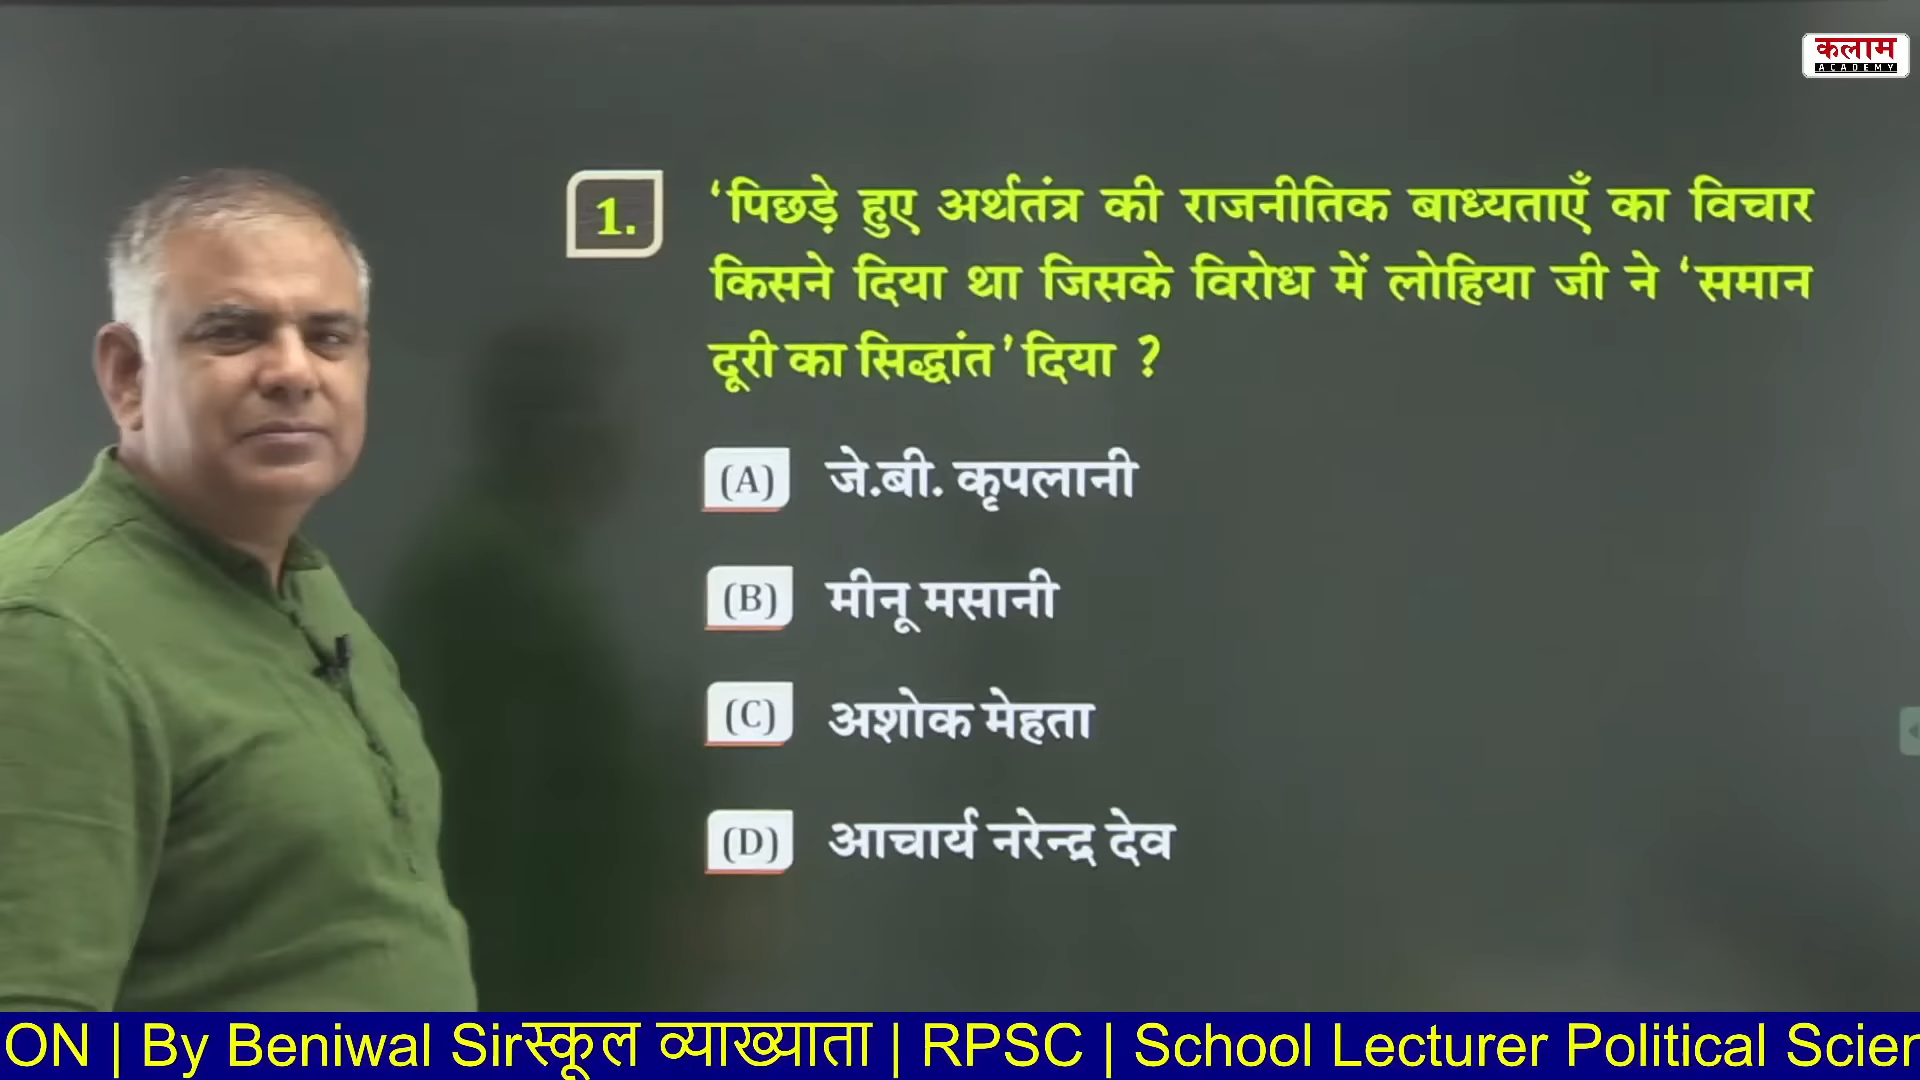 कलाम
ACADEMY
1. ‘पिछड़े हुए अर्थतंत्र की राजनीतिक बाध्यताएँ का विचार
किसने दिया था जिसके विरोध में लोहिया जी ने ‘समान
दूरी का सिद्धांत’ दिया ?
(A) जे.बी. कृपलानी
(B) मीनू मसानी
(C) अशोक मेहता
(D) आचार्य नरेन्द्र देव
ON | By Beniwal Sirस्कूल व्याख्याता | RPSC | School Lecturer Political Scien